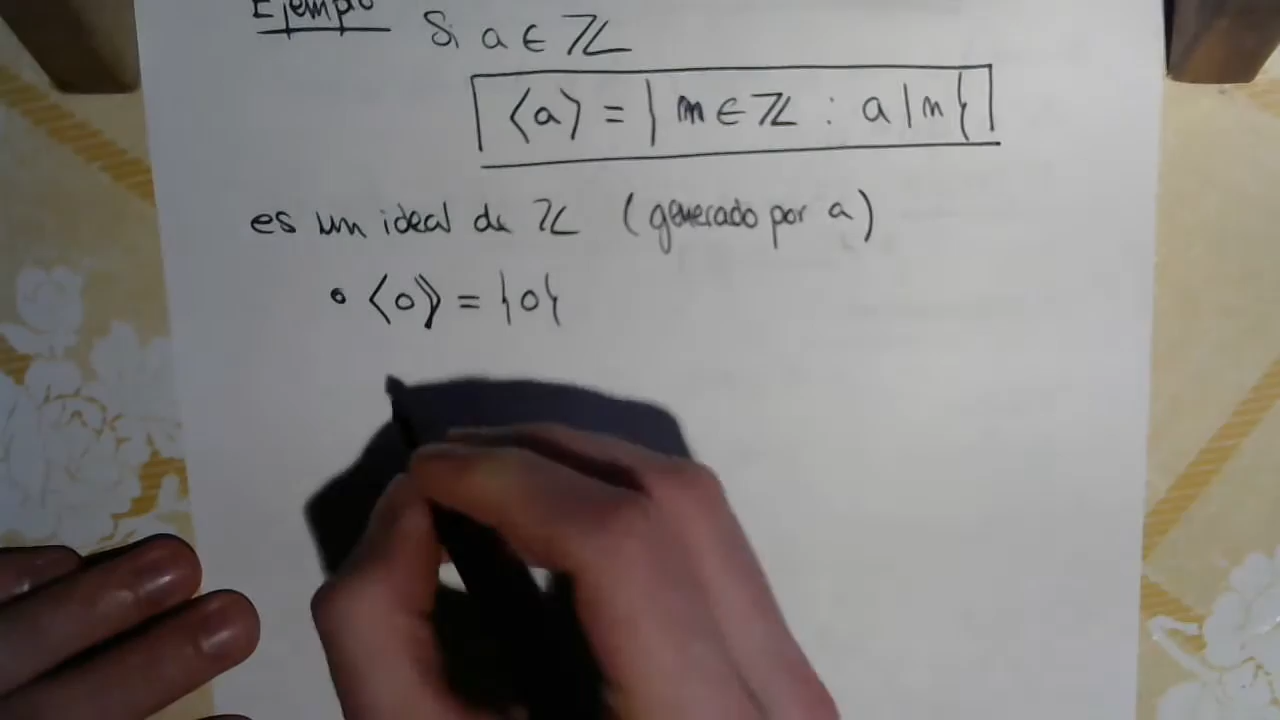 Ejemplo Si a ∈ ℤ
⟨a⟩ = { m ∈ ℤ : a | m }
es un ideal de ℤ (generado por a)
• ⟨0⟩ = {0}